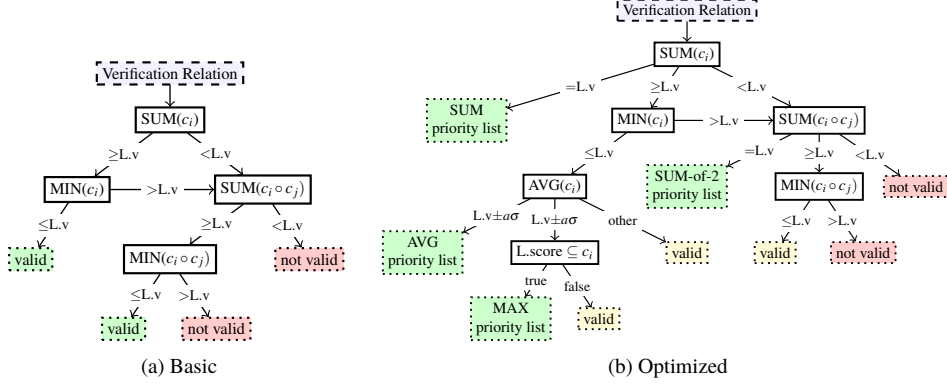 Verification Relation
SUM(c_i)
≥L.v
<L.v
MIN(c_i)
>L.v
SUM(c_i ∘ c_j)
≤L.v
≥L.v
<L.v
valid
MIN(c_i ∘ c_j)
not valid
≤L.v
>L.v
valid
not valid
(a) Basic
Verification Relation
SUM(c_i)
=L.v
≥L.v
<L.v
SUM
priority list
MIN(c_i)
>L.v
SUM(c_i ∘ c_j)
≤L.v
=L.v
≥L.v
<L.v
AVG(c_i)
SUM-of-2
priority list
MIN(c_i ∘ c_j)
not valid
L.v±aσ
L.v±aσ
other
≤L.v
>L.v
AVG
priority list
L.score ⊆ c_i
valid
valid
not valid
true
false
MAX
priority list
valid
(b) Optimized